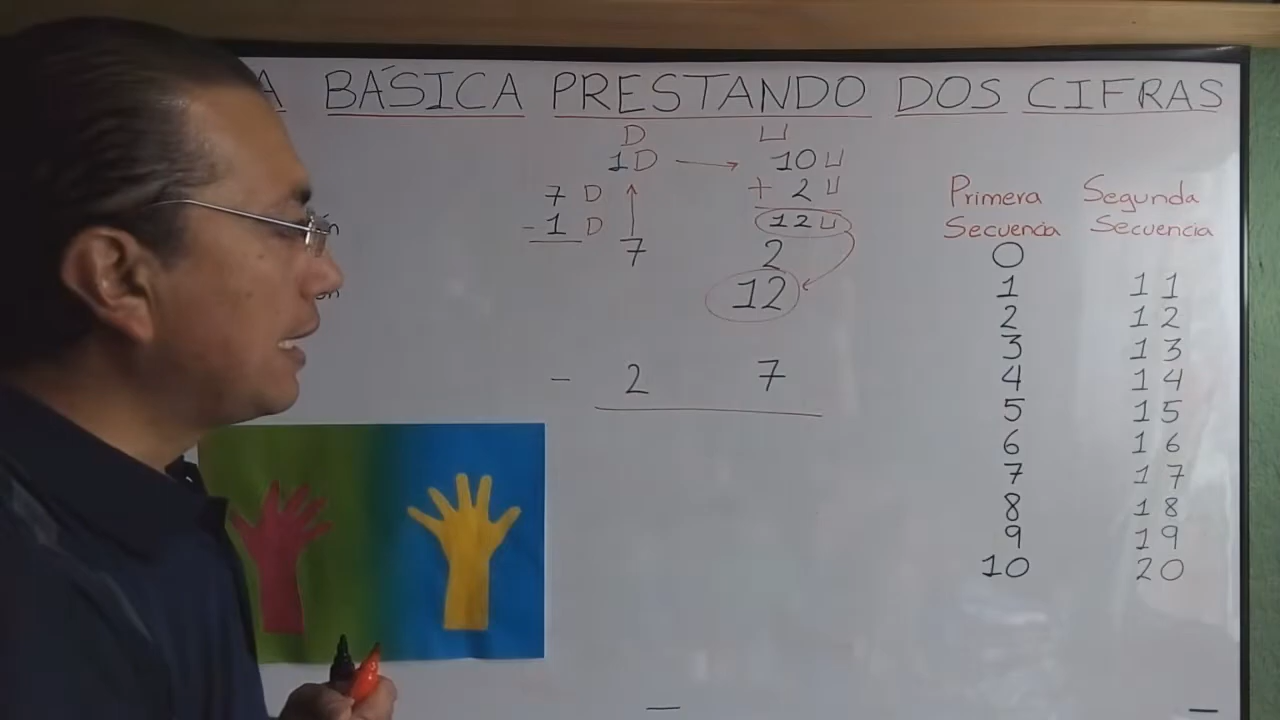 BÁSICA PRESTANDO DOS CIFRAS
D U
1D → 10U
7 D + 2 U
- 1 D 12U
7 2
12
- 2 7
Primera Segunda
Secuencia Secuencia
0
1 11
2 12
3 13
4 14
5 15
6 16
7 17
8 18
9 19
10 20